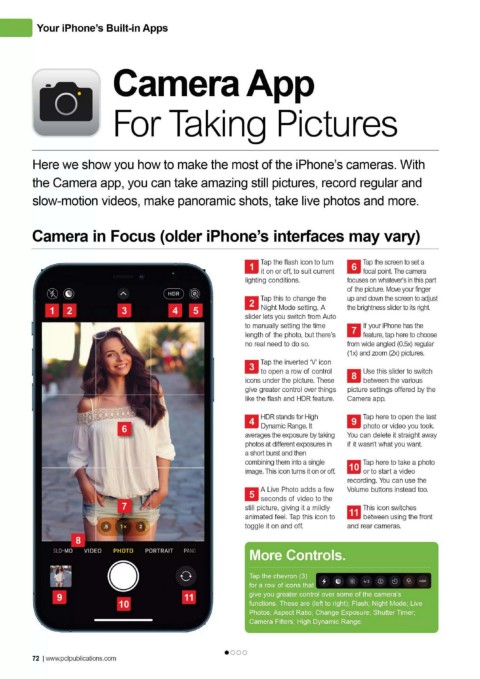 Your iPhone's Built-in Apps
Camera App
For Taking Pictures
Here we show you how to make the most of the iPhone's cameras. With
the Camera app, you can take amazing still pictures, record regular and
slow-motion videos, make panoramic shots, take live photos and more.
Camera in Focus (older iPhone's interfaces may vary)
HDR
1 2 3 4 5
6
7
.5 1× 2
8
SLO-MO VIDEO PHOTO PORTRAIT PANO
9 10 11
1 Tap the flash icon to turn
it on or off, to suit current
lighting conditions.
2 Tap this to change the
Night Mode setting. A
slider lets you switch from Auto
to manually setting the time
length of the photo, but there's
no real need to do so.
3 Tap the inverted 'V' icon
to open a row of control
icons under the picture. These
give greater control over things
like the flash and HDR feature.
4 HDR stands for High
Dynamic Range. It
averages the exposure by taking
photos at different exposures in
a short burst and then
combining them into a single
image. This icon turns it on or off.
5 A Live Photo adds a few
seconds of video to the
still picture, giving it a mildly
animated feel. Tap this icon to
toggle it on and off.
6 Tap the screen to set a
focal point. The camera
focuses on whatever's in this part
of the picture. Move your finger
up and down the screen to adjust
the brightness slider to its right.
7 If your iPhone has the
feature, tap here to choose
from wide angled (0.5x) regular
(1x) and zoom (2x) pictures.
8 Use this slider to switch
between the various
picture settings offered by the
Camera app.
9 Tap here to open the last
photo or video you took.
You can delete it straight away
if it wasn't what you want.
10 Tap here to take a photo
or to start a video
recording. You can use the
Volume buttons instead too.
11 This icon switches
between using the front
and rear cameras.
More Controls.
Tap the chevron (3)
for a row of icons that
give you greater control over some of the camera's
functions. These are (left to right); Flash; Night Mode; Live
Photos; Aspect Ratio; Change Exposure; Shutter Timer;
Camera Filters; High Dynamic Range.
72 | www.pclpublications.com